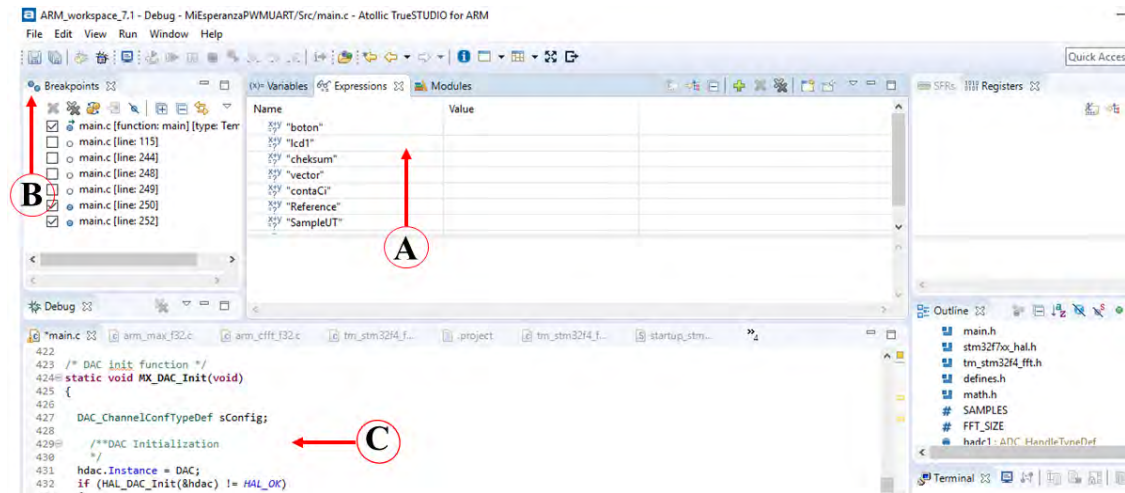 ARM_workspace_7.1 - Debug - MiEsperanzaPWMUART/Src/main.c - Atollic TrueSTUDIO for ARM
File Edit View Run Window Help
Quick Acces
Breakpoints
(x)= Variables Expressions Modules
SFRs Registers
Name Value
main.c [function: main] [type: Tem
main.c [line: 115]
main.c [line: 244]
main.c [line: 248]
main.c [line: 249]
main.c [line: 250]
main.c [line: 252]
"boton"
"lcd1"
"cheksum"
"vector"
"contaCi"
"Reference"
"SampleUT"
B
A
Debug
Outline
*main.c arm_max_f32.c arm_cfft_f32.c tm_stm32f4_f... .project tm_stm32f4_f... startup_stm... »4
422
423 /* DAC init function */
424 static void MX_DAC_Init(void)
425 {
426
427 DAC_ChannelConfTypeDef sConfig;
428
429 /**DAC Initialization
430 */
431 hdac.Instance = DAC;
432 if (HAL_DAC_Init(&hdac) != HAL_OK)
C
main.h
stm32f7xx_hal.h
tm_stm32f4_fft.h
defines.h
math.h
# SAMPLES
# FFT_SIZE
hadc1 : ADC_HandleTypeDef
Terminal